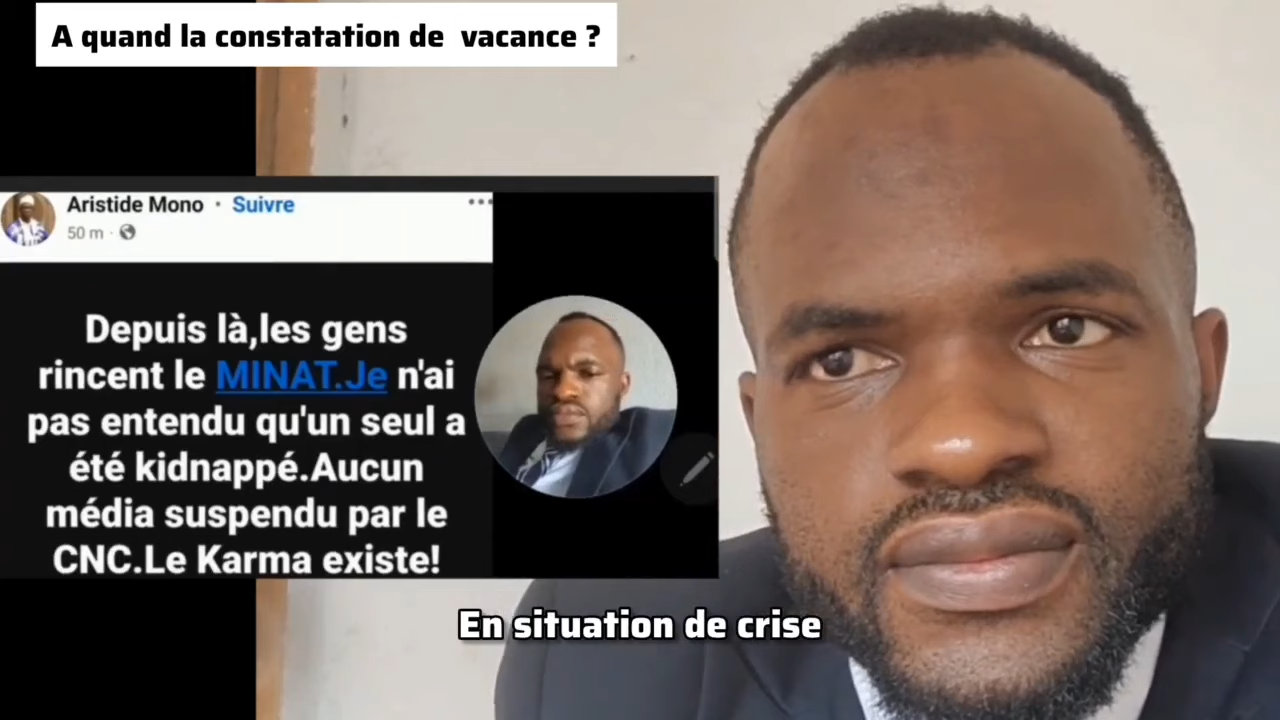 A quand la constatation de vacance ?
Aristide Mono · Suivre
50 m ·
Depuis là,les gens
rincent le MINAT.Je n'ai
pas entendu qu'un seul a
été kidnappé.Aucun
média suspendu par le
CNC.Le Karma existe!
En situation de crise